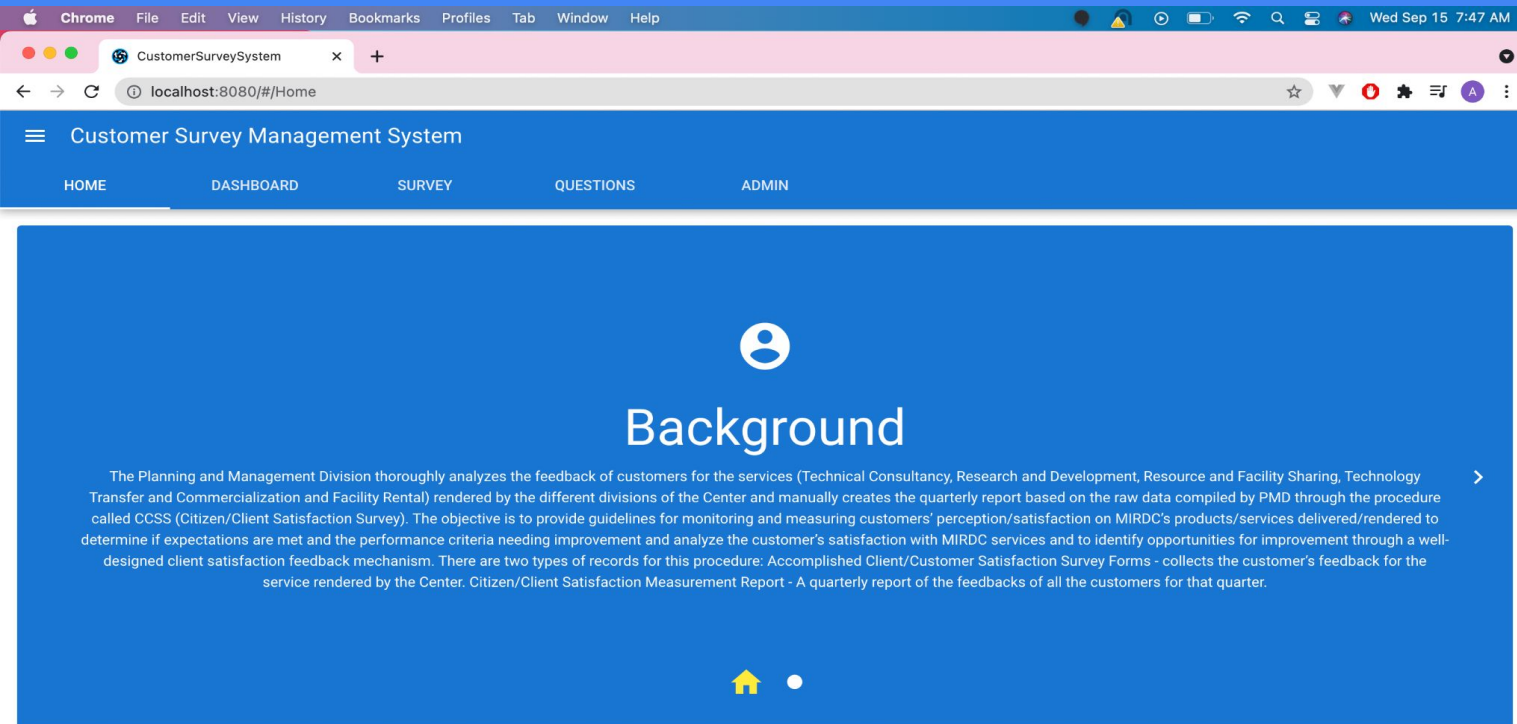 Chrome File Edit View History Bookmarks Profiles Tab Window Help Wed Sep 15 7:47 AM
CustomerSurveySystem
localhost:8080/#/Home
A
Customer Survey Management System
HOME DASHBOARD SURVEY QUESTIONS ADMIN
Background
The Planning and Management Division thoroughly analyzes the feedback of customers for the services (Technical Consultancy, Research and Development, Resource and Facility Sharing, Technology
Transfer and Commercialization and Facility Rental) rendered by the different divisions of the Center and manually creates the quarterly report based on the raw data compiled by PMD through the procedure
called CCSS (Citizen/Client Satisfaction Survey). The objective is to provide guidelines for monitoring and measuring customers' perception/satisfaction on MIRDC's products/services delivered/rendered to
determine if expectations are met and the performance criteria needing improvement and analyze the customer's satisfaction with MIRDC services and to identify opportunities for improvement through a well-
designed client satisfaction feedback mechanism. There are two types of records for this procedure: Accomplished Client/Customer Satisfaction Survey Forms - collects the customer's feedback for the
service rendered by the Center. Citizen/Client Satisfaction Measurement Report - A quarterly report of the feedbacks of all the customers for that quarter.